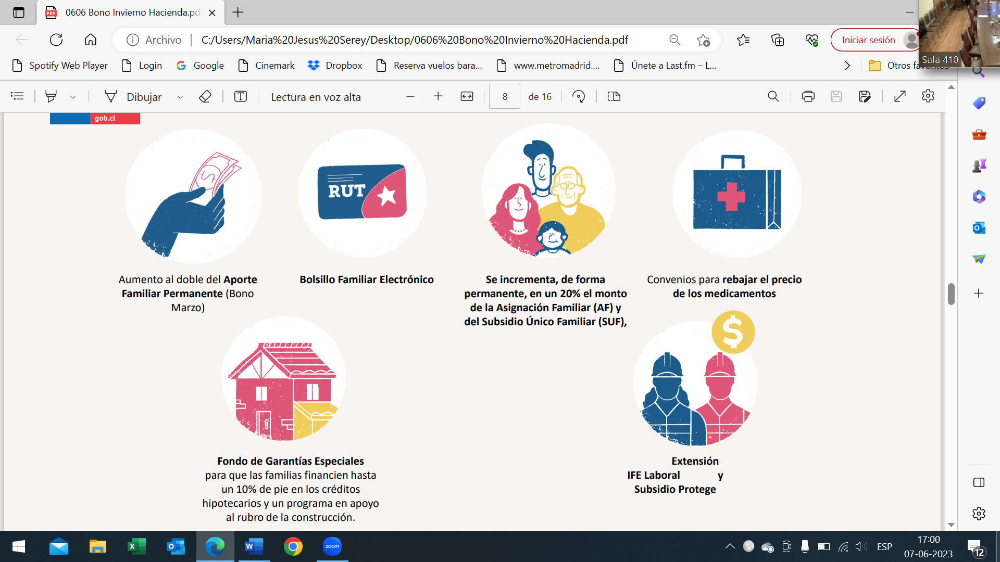 0606 Bono Invierno Hacienda.pd
Archivo
C:/Users/Maria%20Jesus%20Serey/Desktop/0606%20Bono%20Invierno%20Hacienda.pdf
Iniciar sesión
Sala 410
Spotify Web Player
Login
Google
Cinemark
Dropbox
Reserva vuelos bara...
www.metromadrid....
Únete a Last.fm – L...
Otros favoritos
Dibujar
Lectura en voz alta
8
de 16
gob.cl
RUT
Aumento al doble del Aporte
Familiar Permanente (Bono
Marzo)
Bolsillo Familiar Electrónico
Se incrementa, de forma
permanente, en un 20% el monto
de la Asignación Familiar (AF) y
del Subsidio Único Familiar (SUF),
Convenios para rebajar el precio
de los medicamentos
$
Fondo de Garantías Especiales
para que las familias financien hasta
un 10% de pie en los créditos
hipotecarios y un programa en apoyo
al rubro de la construcción.
Extensión
IFE Laboral y
Subsidio Protege
zoom
ESP
17:00
07-06-2023
12